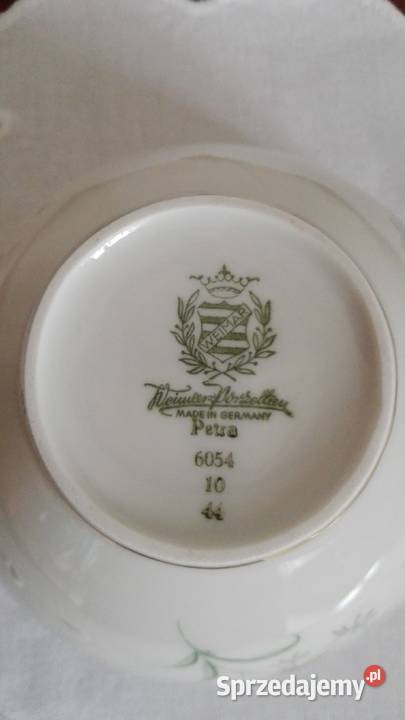 WEIMAR
Weimar Porzellan
MADE IN GERMANY
Petra
6054
10
44
Sprzedajemy.pl